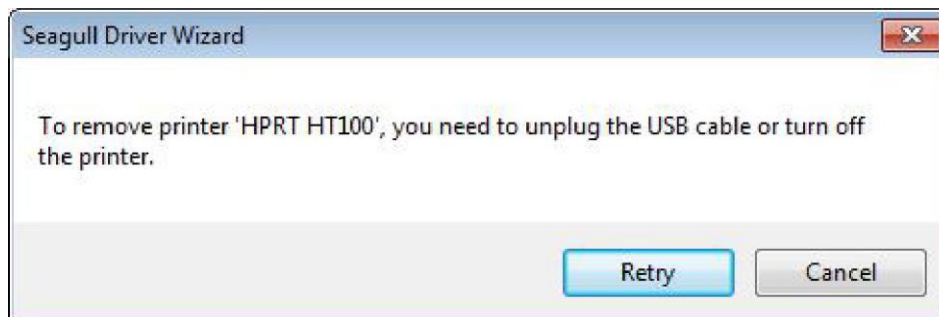 Seagull Driver Wizard
To remove printer 'HPRT HT100', you need to unplug the USB cable or turn off
the printer.
Retry
Cancel